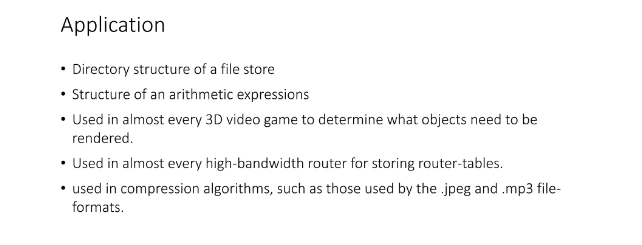 Application
• Directory structure of a file store
• Structure of an arithmetic expressions
• Used in almost every 3D video game to determine what objects need to be
rendered.
• Used in almost every high-bandwidth router for storing router-tables.
• used in compression algorithms, such as those used by the .jpeg and .mp3 file-
formats.